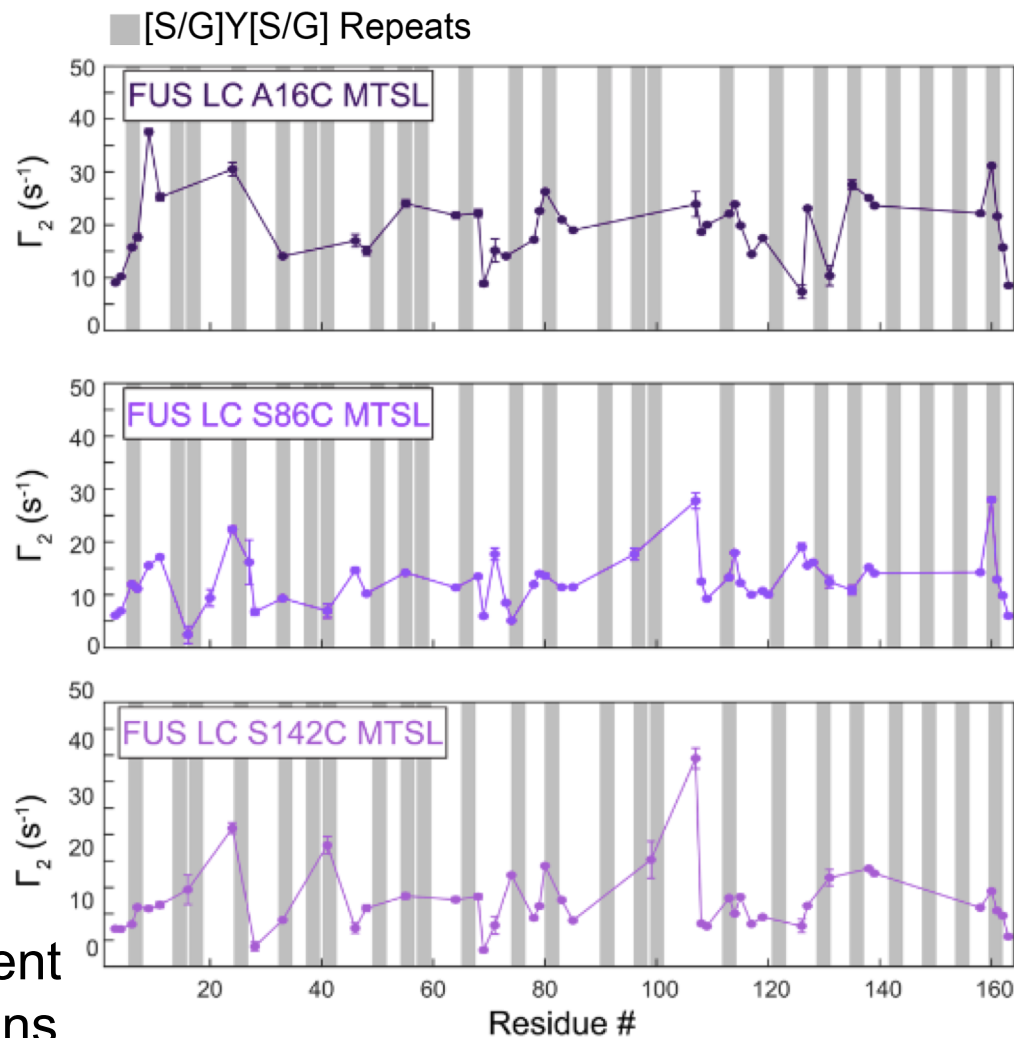 [S/G]Y[S/G] Repeats
50
FUS LC A16C MTSL
40
30
20
10
0
Γ2 (s-1)
50
FUS LC S86C MTSL
40
30
20
10
0
Γ2 (s-1)
50
FUS LC S142C MTSL
40
30
20
10
0
Γ2 (s-1)
20 40 60 80 100 120 140 160
Residue #
ent
ns